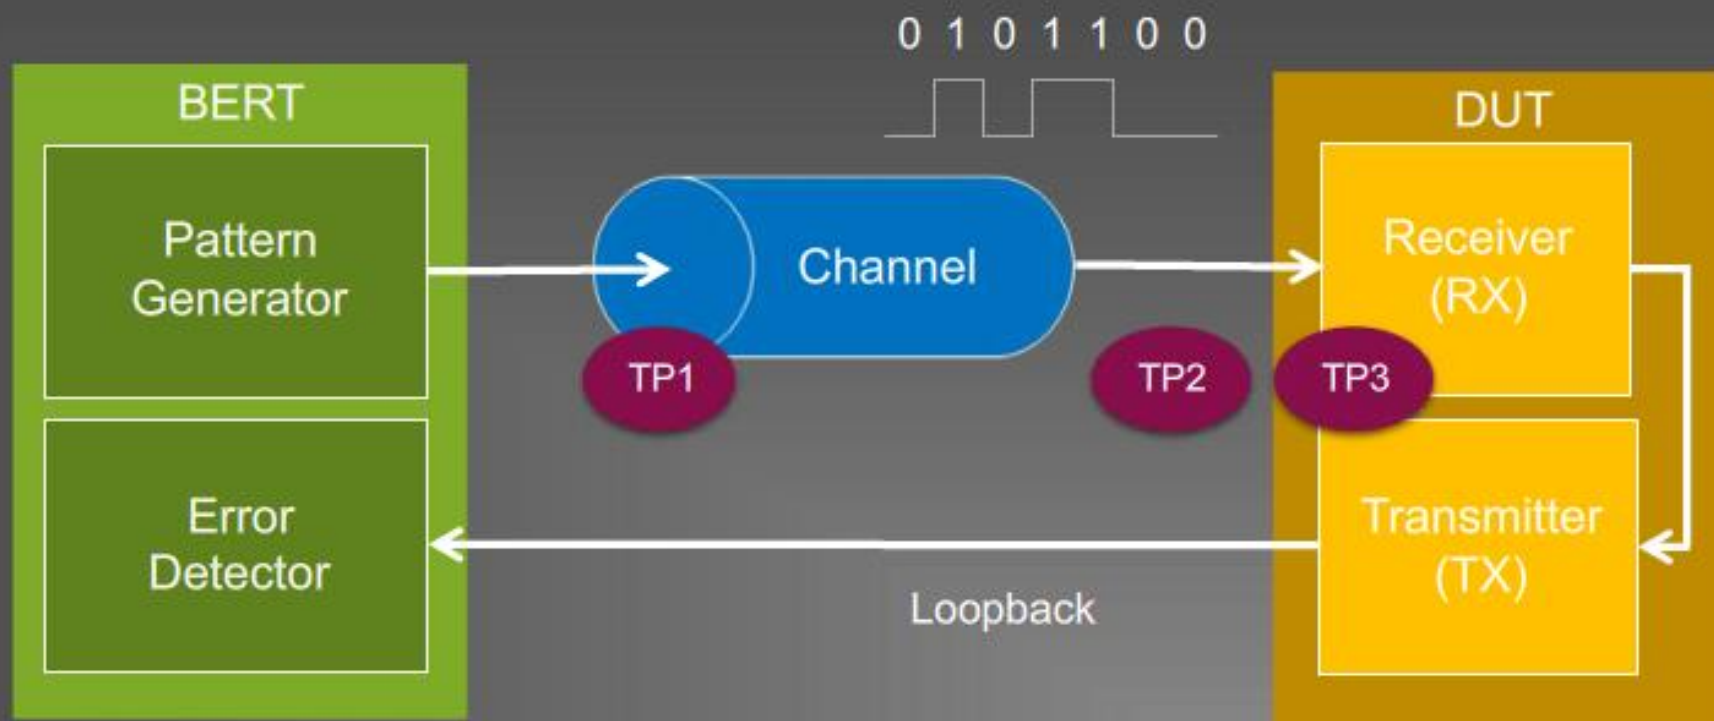 0 1 0 1 1 0 0
BERT
DUT
Pattern
Generator
Channel
Receiver
(RX)
TP1
TP2
TP3
Error
Detector
Transmitter
(TX)
Loopback